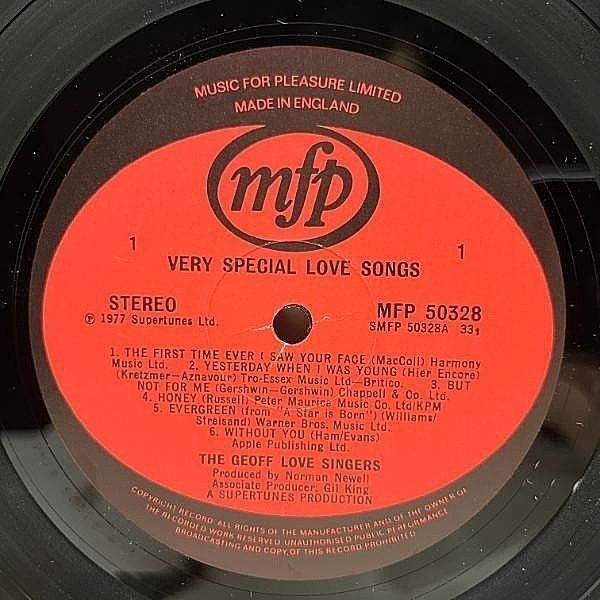 MUSIC FOR PLEASURE LIMITED
MADE IN ENGLAND
mfp
1 1
VERY SPECIAL LOVE SONGS
STEREO MFP 50328
℗ 1977 Supertunes Ltd. SMFP 50328A 33⅓
1. THE FIRST TIME EVER I SAW YOUR FACE (MacColl) Harmony
Music Ltd. 2. YESTERDAY WHEN I WAS YOUNG (Hier Encore)
(Kretzmer—Aznavour) Tro-Essex Music Ltd—Britico. 3. BUT
NOT FOR ME (Gershwin—Gershwin) Chappell & Co. Ltd.
4. HONEY (Russell) Peter Maurice Music Co. Ltd/KPM
5. EVERGREEN (from "A Star is Born") (Williams/
Streisand) Warner Bros. Music Ltd.
6. WITHOUT YOU (Ham/Evans)
Apple Publishing Ltd.
THE GEOFF LOVE SINGERS
Produced by Norman Newell
Associate Producer: Gil King
A SUPERTUNES PRODUCTION
COPYRIGHT RECORD. ALL RIGHTS OF THE MANUFACTURER AND OF THE OWNER OF
THE RECORDED WORK RESERVED. UNAUTHORISED PUBLIC PERFORMANCE
BROADCASTING AND COPY, OF THIS RECORD PROHIBITED